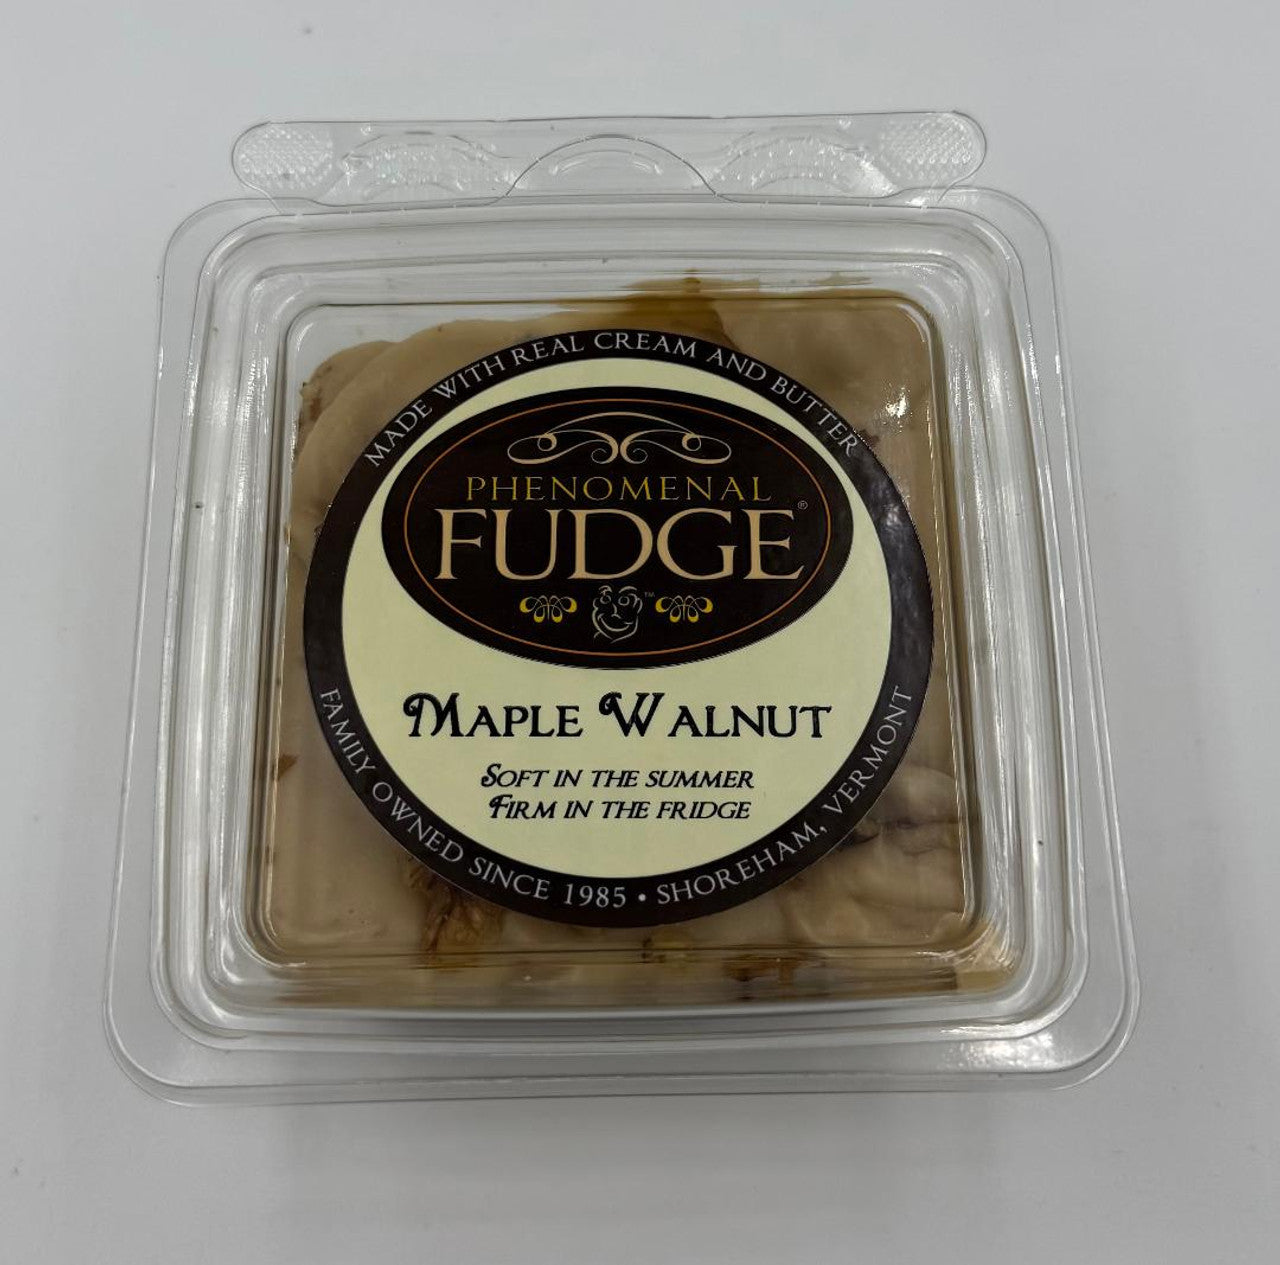 MADE WITH REAL CREAM AND BUTTER
PHENOMENAL
FUDGE®
™
MAPLE WALNUT
SOFT IN THE SUMMER
FIRM IN THE FRIDGE
FAMILY OWNED SINCE 1985 • SHOREHAM, VERMONT